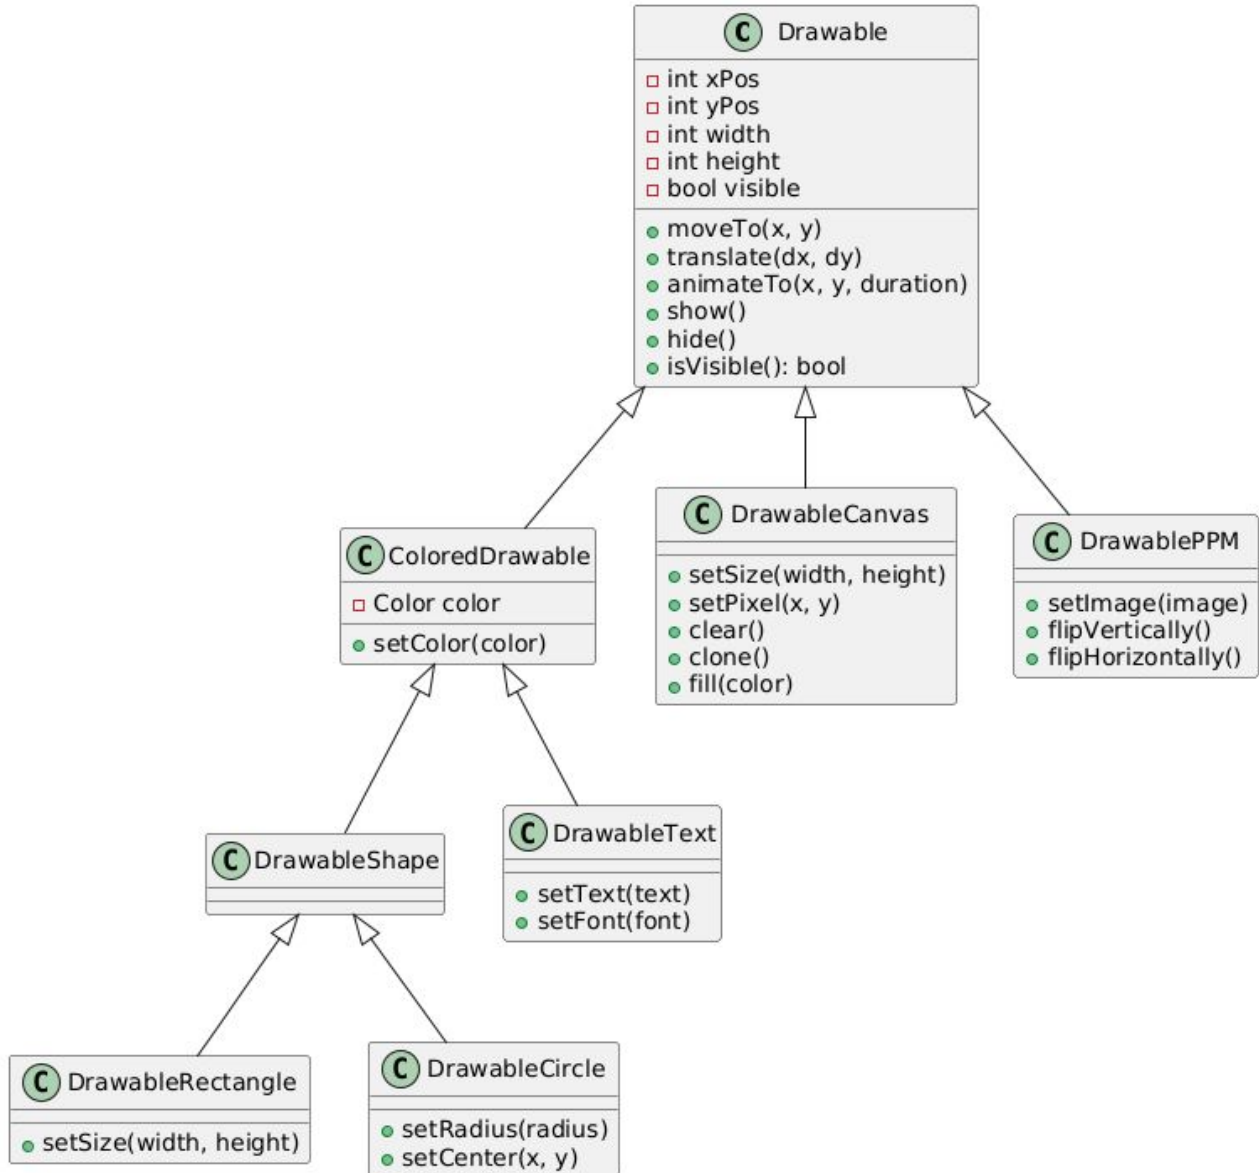 C Drawable
int xPos
int yPos
int width
int height
bool visible
moveTo(x, y)
translate(dx, dy)
animateTo(x, y, duration)
show()
hide()
isVisible(): bool
C ColoredDrawable
Color color
setColor(color)
C DrawableCanvas
setSize(width, height)
setPixel(x, y)
clear()
clone()
fill(color)
C DrawablePPM
setImage(image)
flipVertically()
flipHorizontally()
C DrawableShape
C DrawableText
setText(text)
setFont(font)
C DrawableRectangle
setSize(width, height)
C DrawableCircle
setRadius(radius)
setCenter(x, y)